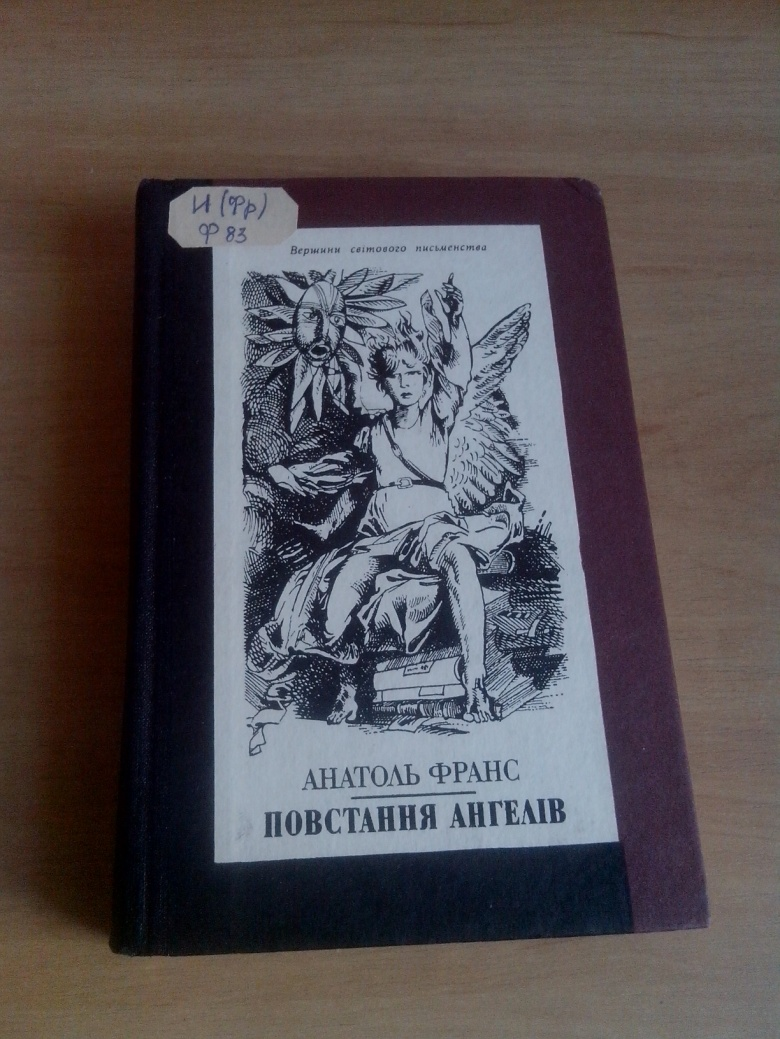 И (Фр)
Ф 83
Вершини світового письменства
АНАТОЛЬ ФРАНС
ПОВСТАННЯ АНГЕЛІВ